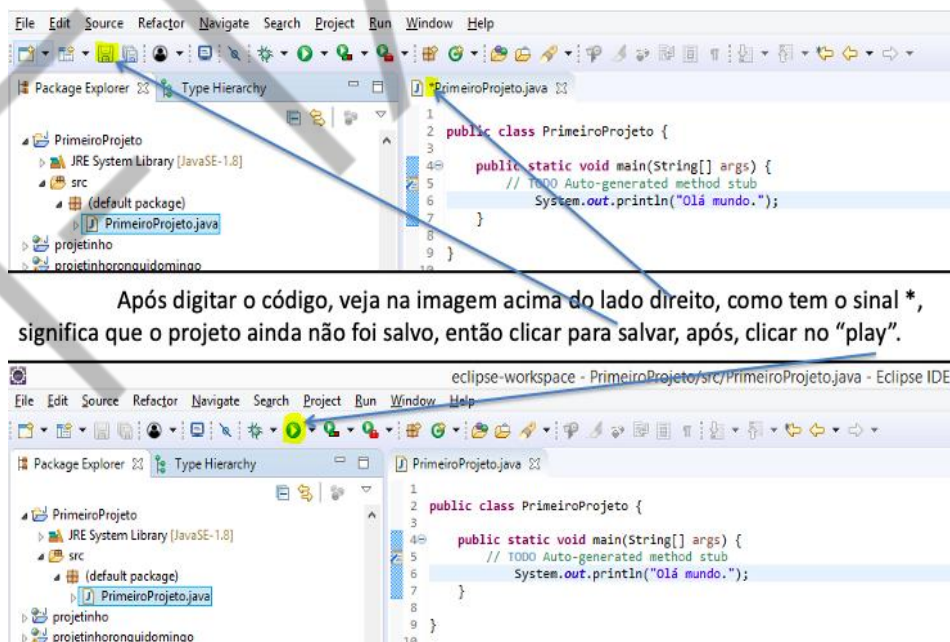 File Edit Source Refactor Navigate Search Project Run Window Help
Package Explorer Type Hierarchy
*PrimeiroProjeto.java
PrimeiroProjeto
JRE System Library [JavaSE-1.8]
src
(default package)
PrimeiroProjeto.java
projetinho
projetinhoronquidomingo
1
2 public class PrimeiroProjeto {
3
4 public static void main(String[] args) {
5 // TODO Auto-generated method stub
6 System.out.println("Olá mundo.");
7 }
8
9 }
10
Após digitar o código, veja na imagem acima do lado direito, como tem o sinal *,
significa que o projeto ainda não foi salvo, então clicar para salvar, após, clicar no “play”.
eclipse-workspace - PrimeiroProjeto/src/PrimeiroProjeto.java - Eclipse IDE
File Edit Source Refactor Navigate Search Project Run Window Help
Package Explorer Type Hierarchy
PrimeiroProjeto.java
PrimeiroProjeto
JRE System Library [JavaSE-1.8]
src
(default package)
PrimeiroProjeto.java
projetinho
projetinhoronquidomingo
1
2 public class PrimeiroProjeto {
3
4 public static void main(String[] args) {
5 // TODO Auto-generated method stub
6 System.out.println("Olá mundo.");
7 }
8
9 }
10